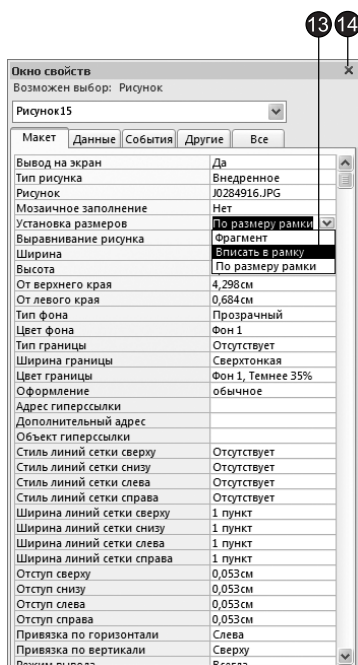 13 14
Окно свойств
Возможен выбор: Рисунок
Рисунок15
Макет Данные События Другие Все
Вывод на экран Да
Тип рисунка Внедренное
Рисунок J0284916.JPG
Мозаичное заполнение Нет
Установка размеров По размеру рамки
Выравнивание рисунка Фрагмент
Ширина Вписать в рамку
Высота По размеру рамки
От верхнего края 4,298см
От левого края 0,684см
Тип фона Прозрачный
Цвет фона Фон 1
Тип границы Отсутствует
Ширина границы Сверхтонкая
Цвет границы Фон 1, Темнее 35%
Оформление обычное
Адрес гиперссылки
Дополнительный адрес
Объект гиперссылки
Стиль линий сетки сверху Отсутствует
Стиль линий сетки снизу Отсутствует
Стиль линий сетки слева Отсутствует
Стиль линий сетки справа Отсутствует
Ширина линий сетки сверху 1 пункт
Ширина линий сетки снизу 1 пункт
Ширина линий сетки слева 1 пункт
Ширина линий сетки справа 1 пункт
Отступ сверху 0,053см
Отступ снизу 0,053см
Отступ слева 0,053см
Отступ справа 0,053см
Привязка по горизонтали Слева
Привязка по вертикали Сверху
Режим вывода Всегда